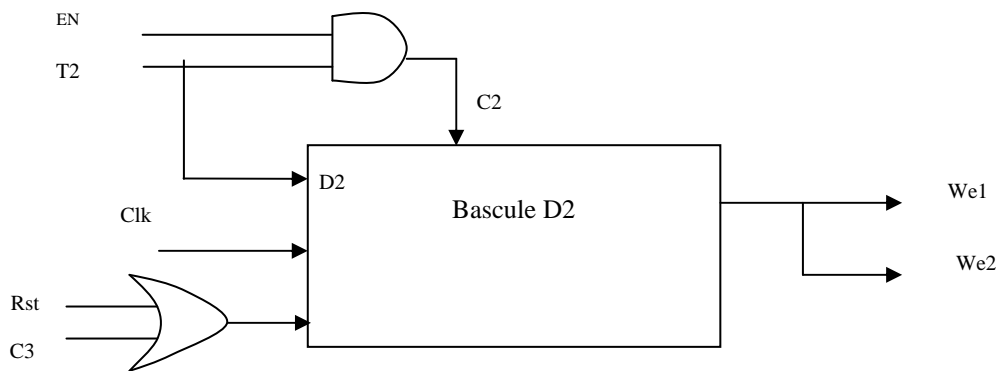 EN
T2
C2
D2
Bascule D2
Clk
We1
We2
Rst
C3